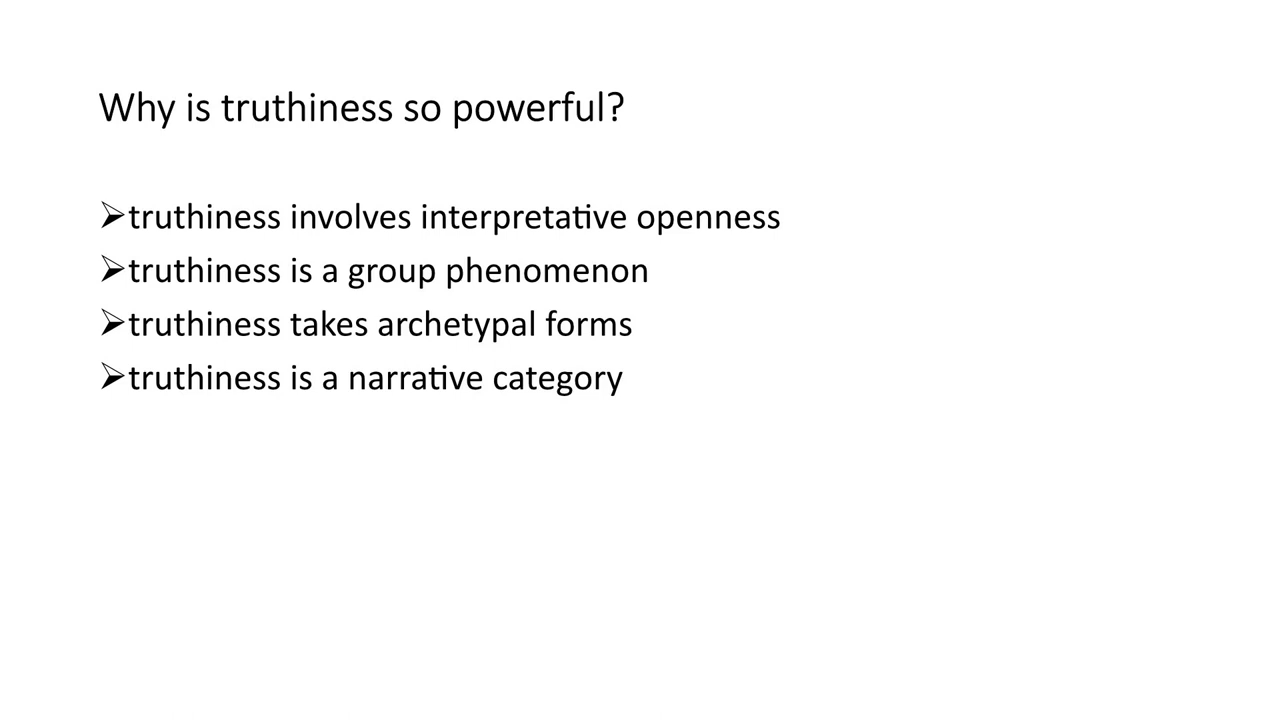 Why is truthiness so powerful?
➢truthiness involves interpretative openness
➢truthiness is a group phenomenon
➢truthiness takes archetypal forms
➢truthiness is a narrative category